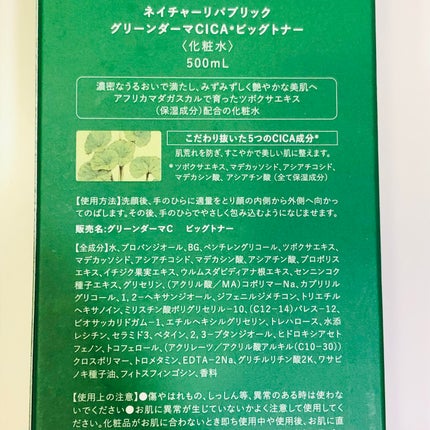 ネイチャーリパブリック
グリーンダーマCICA*ビッグトナー
〈化粧水〉
500mL
濃密なうるおいで満たし、みずみずしく艶やかな美肌へ
アフリカマダガスカルで育ったツボクサエキス
(保湿成分)配合の化粧水
こだわり抜いた5つのCICA成分*
肌荒れを防ぎ、すこやかで美しい肌に整えます。
*ツボクサエキス、マデカッソシド、アシアチコシド、
マデカシン酸、アシアチン酸(全て保湿成分)
【使用方法】洗顔後、手のひらに適量をとり顔の内側から外側へ向かっ
てのばします。その後、手のひらでやさしく包み込むようになじませます。
販売名:グリーンダーマC ビッグトナー
【全成分】水、プロパンジオール、BG、ペンチレングリコール、ツボクサエキス、
マデカッソシド、アシアチコシド、マデカシン酸、アシアチン酸、プロポリス
エキス、イチジク果実エキス、ウルムスダビディアナ根エキス、センニンコク
種子エキス、グリセリン、(アクリル酸/MA)コポリマーNa、カプリリル
グリコール、1,2-ヘキサンジオール、ジフェニルジメチコン、トリエチル
ヘキサノイン、ミリスチン酸ポリグリセリル-10、(C12-14)パレス-12、
ビオサッカリドガム-1、エチルヘキシルグリセリン、トレハロース、水添
レシチン、セラミド3、ベタイン、2,3-ブタンジオール、ヒドロキシアセト
フェノン、トコフェロール、(アクリレーツ/アクリル酸アルキル(C10-30))
クロスポリマー、トロメタミン、EDTA-2Na、グリチルリチン酸2K、ワサビ
ノキ種子油、フィトスフィンゴシン、香料
【使用上の注意】●傷やはれもの、しっしん等、異常のある時は使わな
いでください●お肌に異常が生じていないかよく注意して使用してくだ
さい。化粧品がお肌に合わないとき即ち使用中や使用後、お肌に直